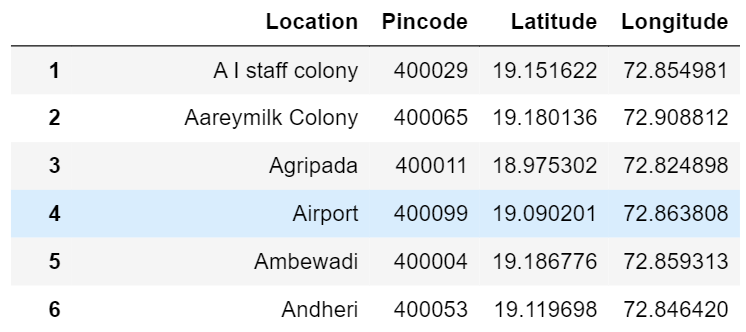 Location Pincode Latitude Longitude
1 A I staff colony 400029 19.151622 72.854981
2 Aareymilk Colony 400065 19.180136 72.908812
3 Agripada 400011 18.975302 72.824898
4 Airport 400099 19.090201 72.863808
5 Ambewadi 400004 19.186776 72.859313
6 Andheri 400053 19.119698 72.846420